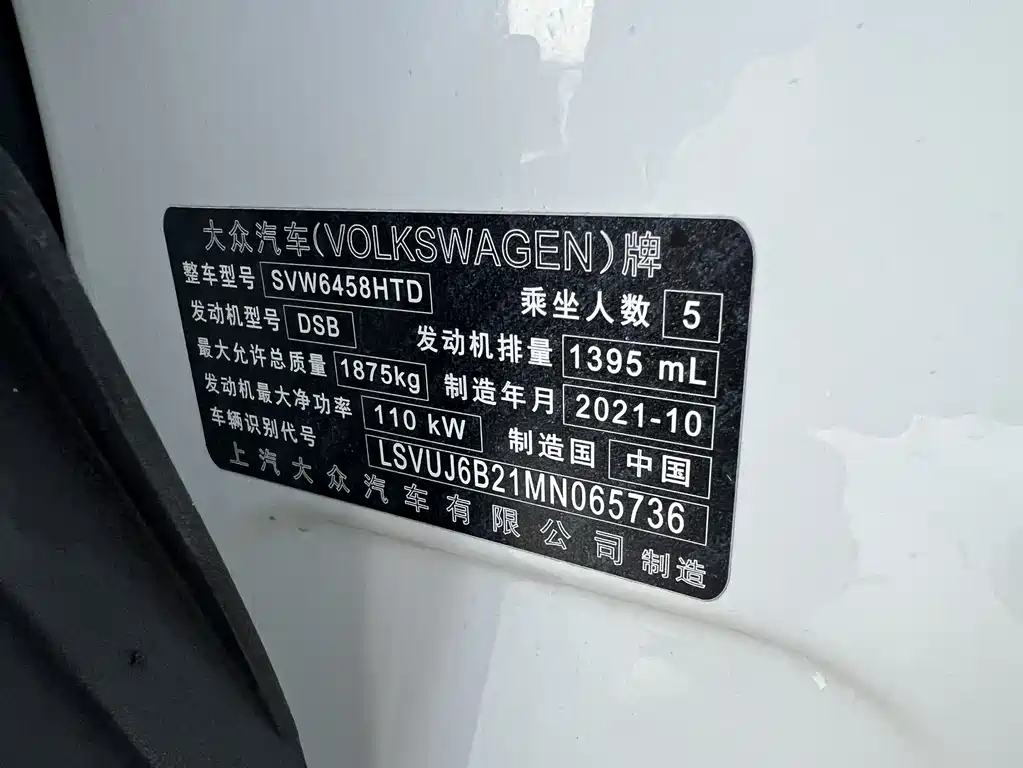 大众汽车(VOLKSWAGEN)牌
整车型号 SVW6458HTD 乘坐人数 5
发动机型号 DSB 发动机排量 1395 mL
最大允许总质量 1875kg 制造年月 2021-10
发动机最大净功率 110 kW 制造国 中国
车辆识别代号 LSVUJ6B21MN065736
上汽大众汽车有限公司 制造